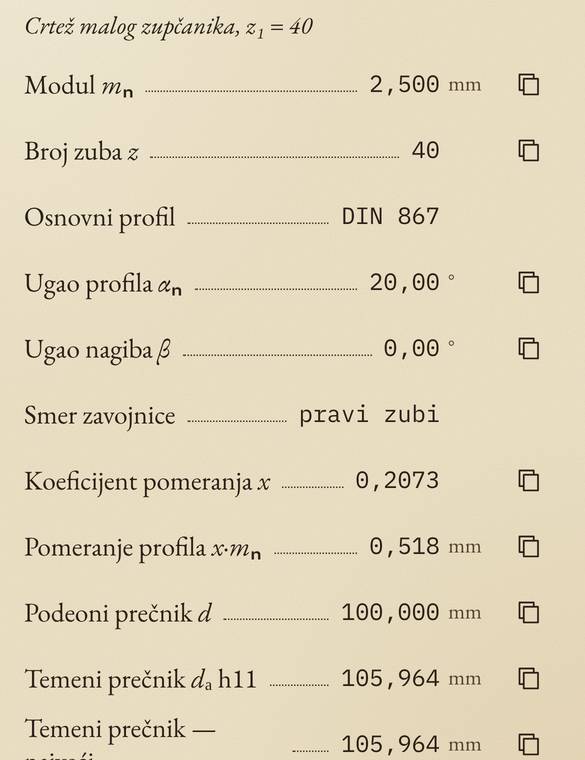 Crtež malog zupčanika, z₁ = 40
Modul mₙ 2,500 mm
Broj zuba z 40
Osnovni profil DIN 867
Ugao profila αₙ 20,00 °
Ugao nagiba β 0,00 °
Smer zavojnice pravi zubi
Koeficijent pomeranja x 0,2073
Pomeranje profila x·mₙ 0,518 mm
Podeoni prečnik d 100,000 mm
Temeni prečnik dₐ h11 105,964 mm
Temeni prečnik —
105,964 mm